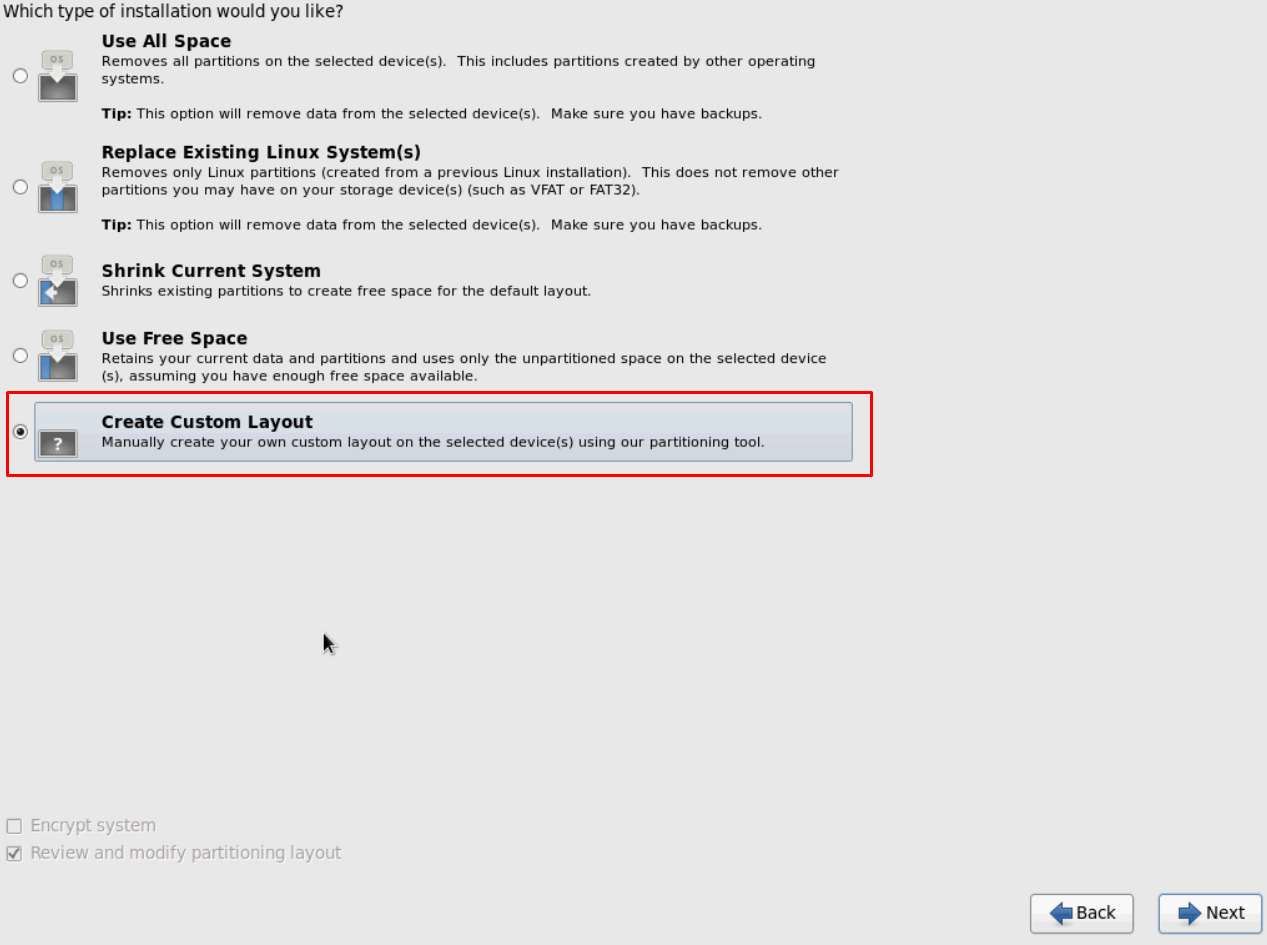 Which type of installation would you like?
Use All Space
OS
Removes all partitions on the selected device(s).  This includes partitions created by other operating
systems.
Tip: This option will remove data from the selected device(s).  Make sure you have backups.
Replace Existing Linux System(s)
OS
Removes only Linux partitions (created from a previous Linux installation).  This does not remove other
partitions you may have on your storage device(s) (such as VFAT or FAT32).
Tip: This option will remove data from the selected device(s).  Make sure you have backups.
OS
Shrink Current System
Shrinks existing partitions to create free space for the default layout.
OS
Use Free Space
Retains your current data and partitions and uses only the unpartitioned space on the selected device
(s), assuming you have enough free space available.
Create Custom Layout
?
Manually create your own custom layout on the selected device(s) using our partitioning tool.
Encrypt system
Review and modify partitioning layout
Back
Next